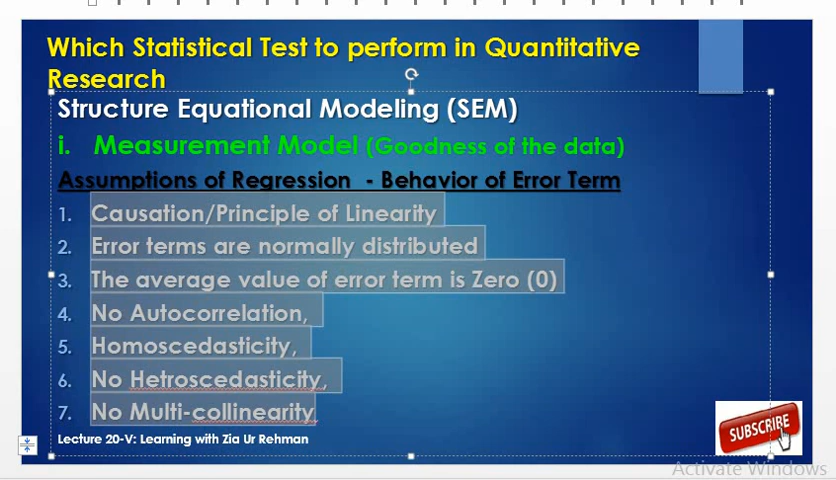 Which Statistical Test to perform in Quantitative
Research
Structure Equational Modeling (SEM)
i. Measurement Model (Goodness of the data)
Assumptions of Regression - Behavior of Error Term
1. Causation/Principle of Linearity
2. Error terms are normally distributed
3. The average value of error term is Zero (0)
4. No Autocorrelation,
5. Homoscedasticity,
6. No Hetroscedasticity,
7. No Multi-collinearity
Lecture 20-V: Learning with Zia Ur Rehman
SUBSCRIBE
Activate Windows